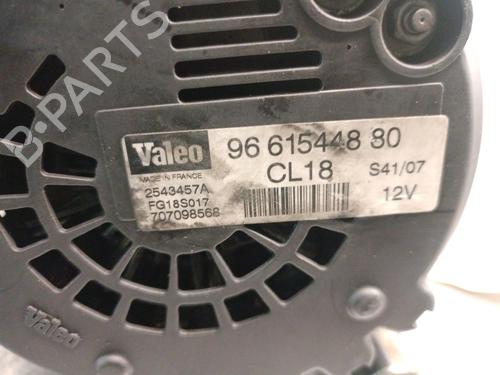 B-PARTS
Valeo
MADE IN FRANCE
2543457A
FG18S017
707098568
96 615448 80
CL18
S41/07
12V
Valeo